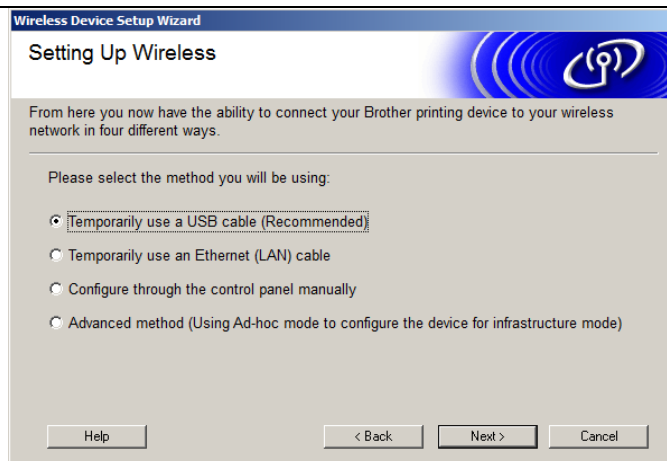 Wireless Device Setup Wizard
Setting Up Wireless
From here you now have the ability to connect your Brother printing device to your wireless
network in four different ways.
Please select the method you will be using:
Temporarily use a USB cable (Recommended)
Temporarily use an Ethernet (LAN) cable
Configure through the control panel manually
Advanced method (Using Ad-hoc mode to configure the device for infrastructure mode)
Help < Back Next > Cancel